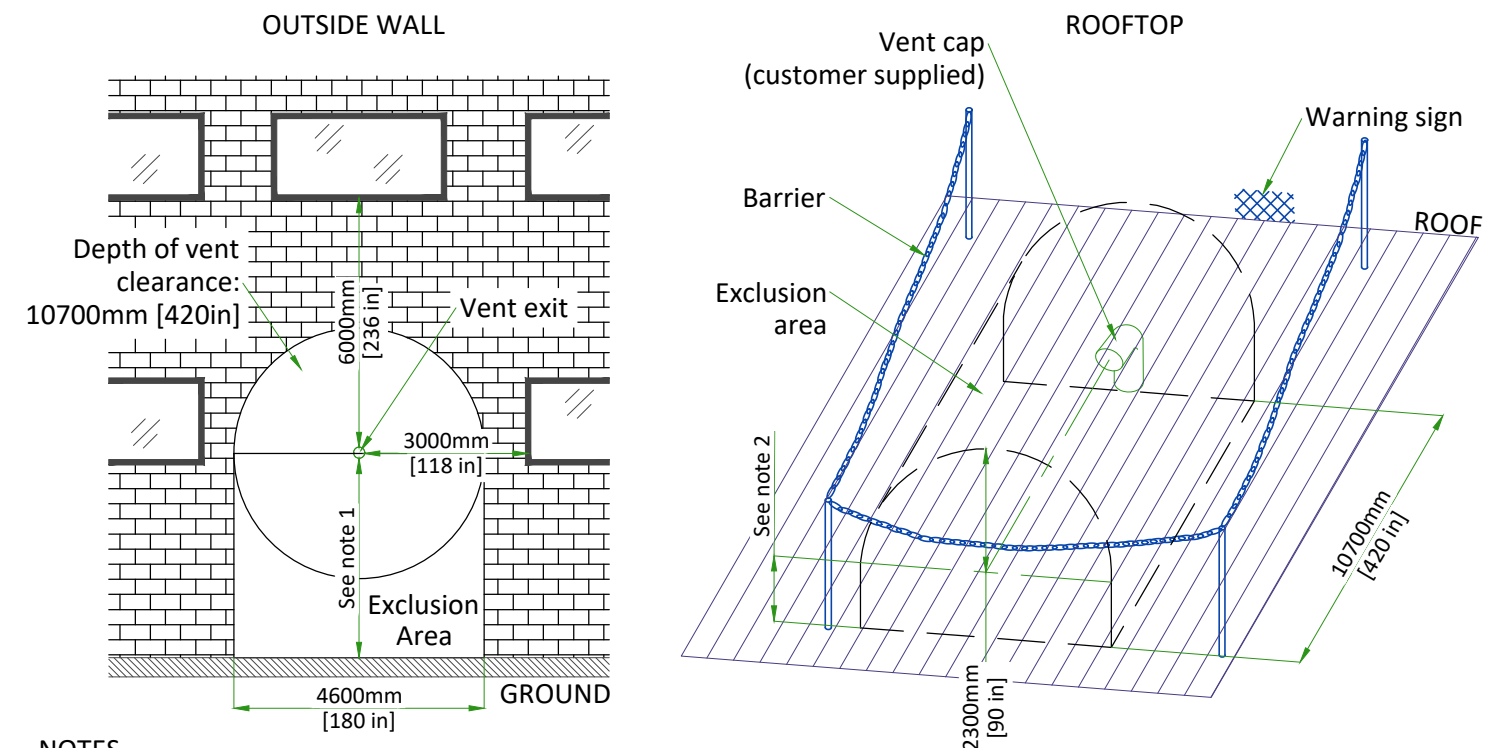 OUTSIDE WALL
Depth of vent
clearance:
10700mm [420in]
6000mm
[236 in]
Vent exit
3000mm
[118 in]
See note 1
Exclusion
Area
GROUND
4600mm
[180 in]
NOTES
ROOFTOP
Vent cap
(customer supplied)
Warning sign
Barrier
ROOF
Exclusion
area
See note 2
10700mm
[420 in]
2300mm
[90 in]